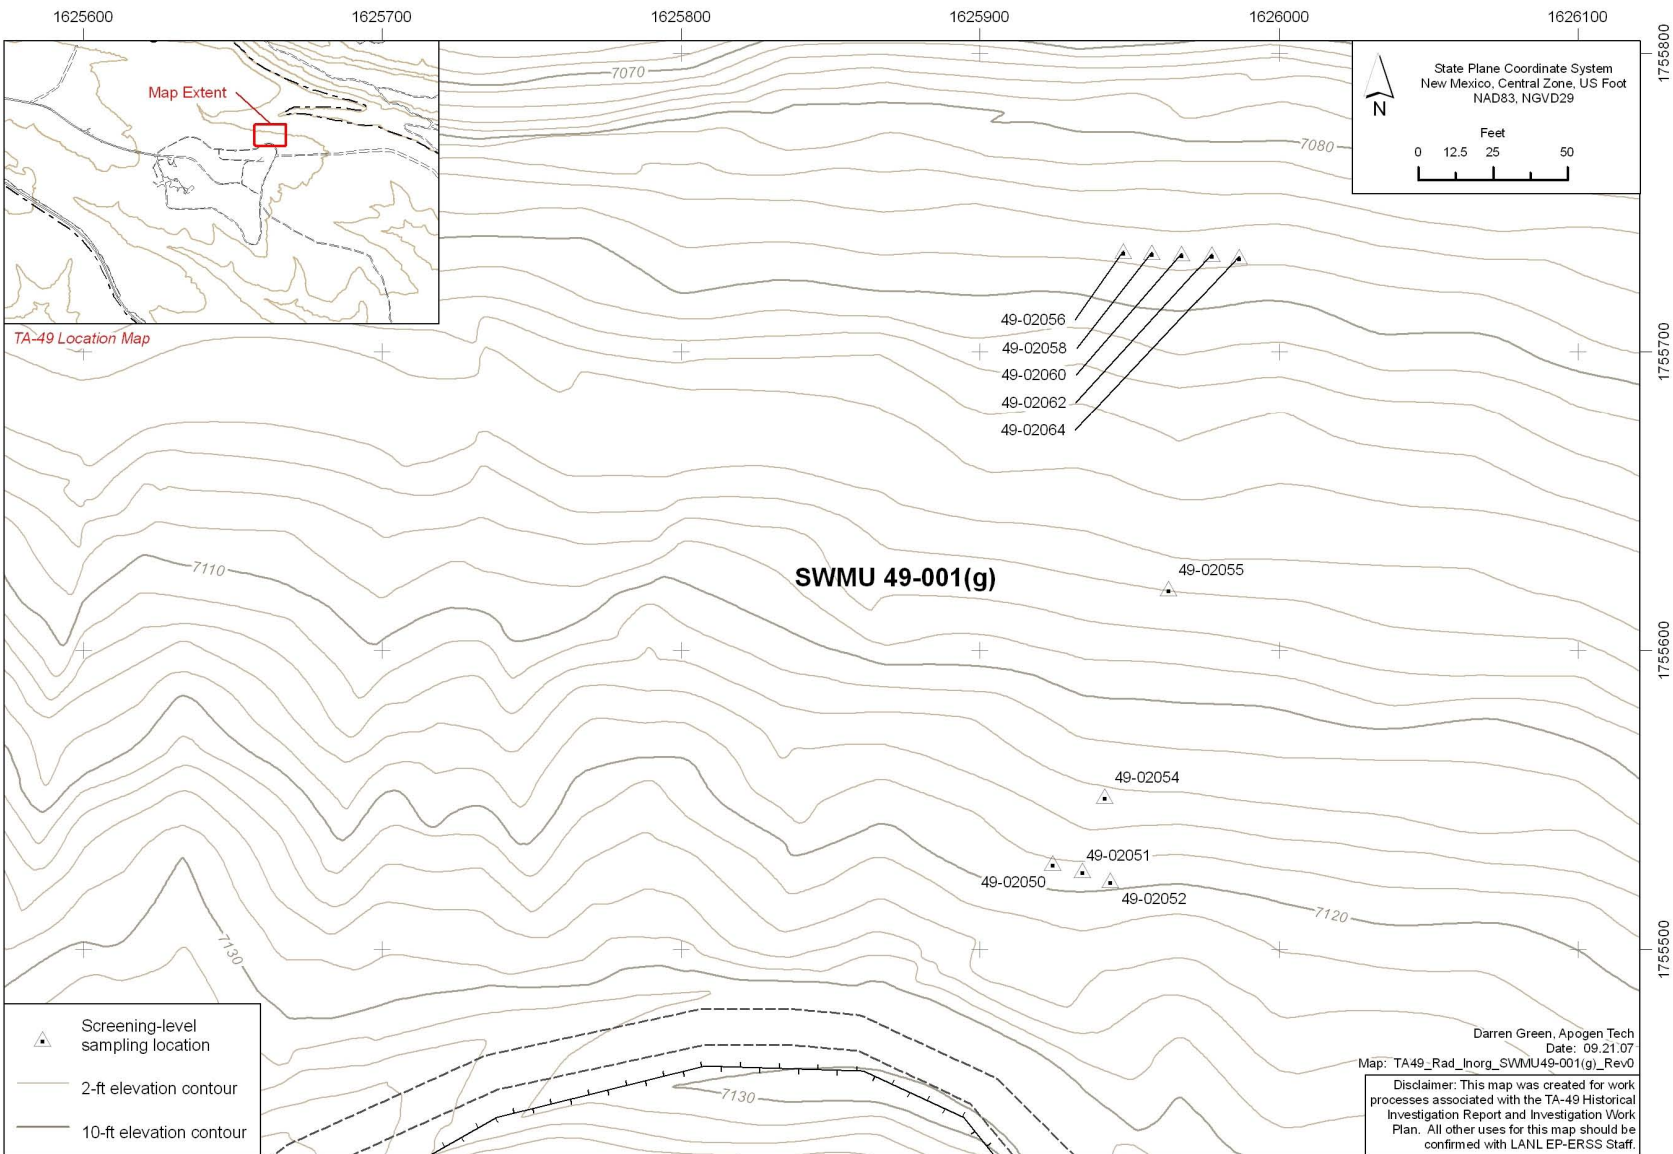 1625600
1625700
1625800
1625900
1626000
1626100
1755800
1755700
1755600
1755500
Map Extent
TA-49 Location Map
7070
7080
N
State Plane Coordinate System
New Mexico, Central Zone, US Foot
NAD83, NGVD29
Feet
0 12.5 25 50
49-02056
49-02058
49-02060
49-02062
49-02064
7110
SWMU 49-001(g)
49-02055
49-02054
49-02051
49-02050
49-02052
7120
7130
7130
Screening-level
sampling location
2-ft elevation contour
10-ft elevation contour
Darren Green, Apogen Tech
Date: 09.21.07
Map: TA49_Rad_Inorg_SWMU49-001(g)_Rev0
Disclaimer: This map was created for work
processes associated with the TA-49 Historical
Investigation Report and Investigation Work
Plan. All other uses for this map should be
confirmed with LANL EP-ERSS Staff.